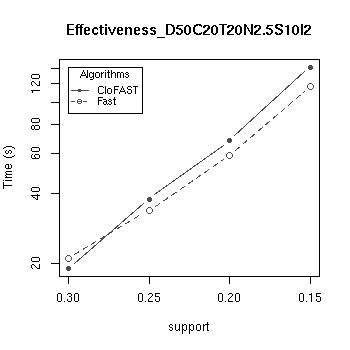 Effectiveness_D50C20T20N2.5S10I2
Algorithms
CloFAST
Fast
Time (s)
120
80
60
40
20
0.30 0.25 0.20 0.15
support